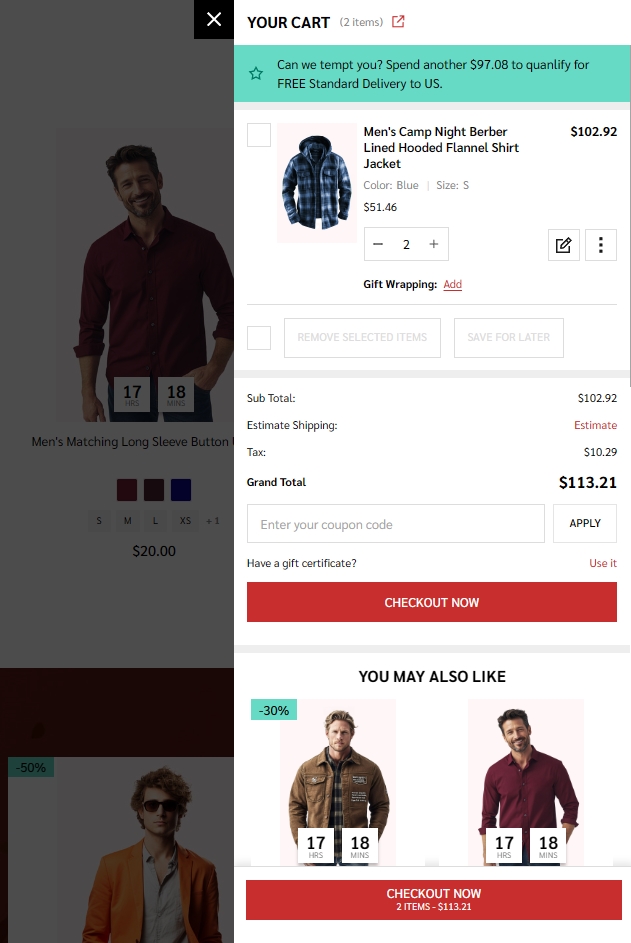 YOUR CART (2 items)
Can we tempt you? Spend another $97.08 to quanlify for
FREE Standard Delivery to US.
Men's Camp Night Berber
Lined Hooded Flannel Shirt
Jacket
$102.92
Color: Blue | Size: S
$51.46
− 2 +
Gift Wrapping: Add
REMOVE SELECTED ITEMS
SAVE FOR LATER
Sub Total: $102.92
Estimate Shipping: Estimate
Tax: $10.29
Grand Total $113.21
Enter your coupon code
APPLY
Have a gift certificate? Use it
CHECKOUT NOW
YOU MAY ALSO LIKE
-30%
17 HRS 18 MINS
17 HRS 18 MINS
CHECKOUT NOW
2 ITEMS - $113.21
17 HRS 18 MINS
Men's Matching Long Sleeve Button
S M L XS + 1
$20.00
-50%